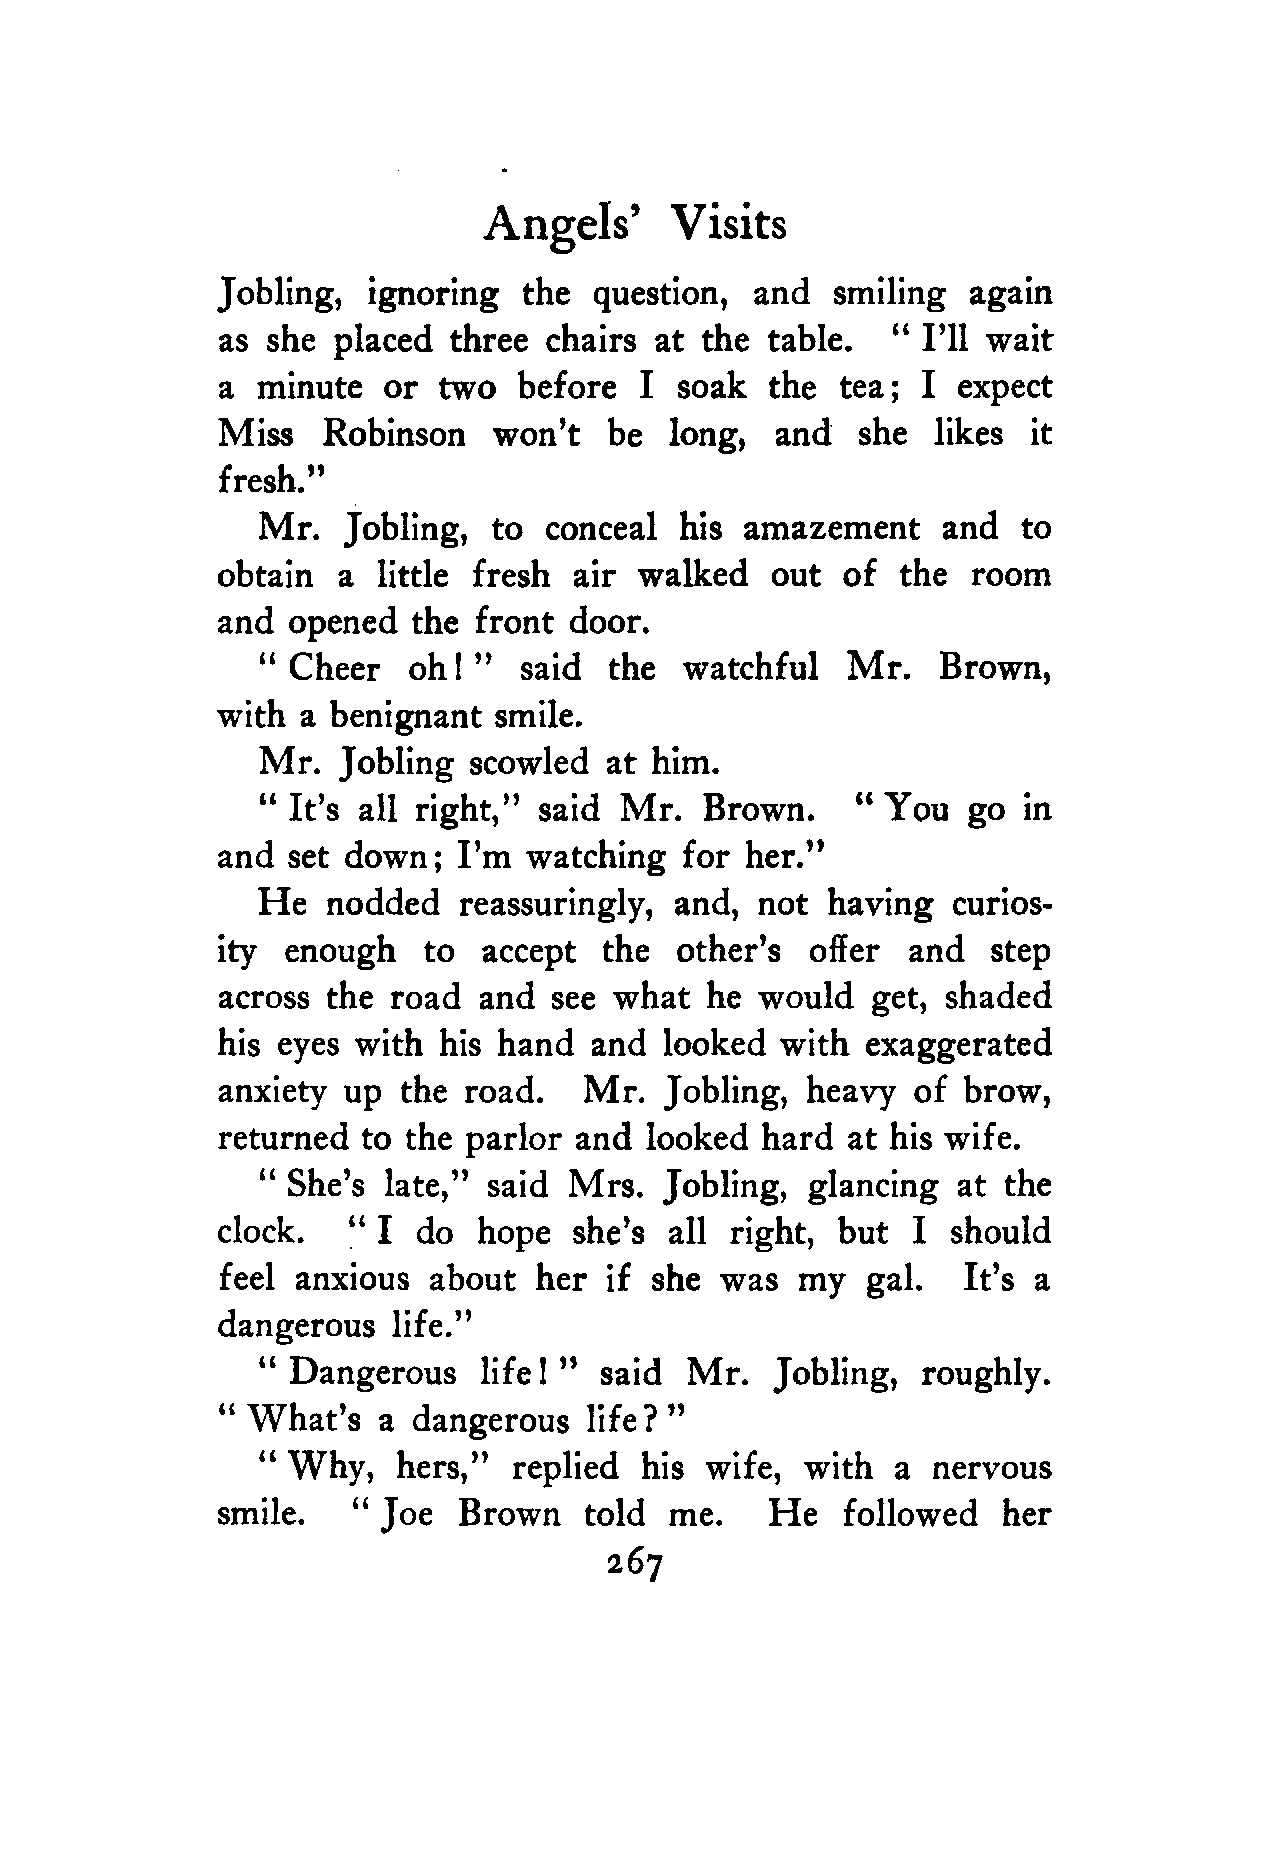 Angels' Visits
Jobling, ignoring the question, and smiling again
as she placed three chairs at the table. “ I'll wait
a minute or two before I soak the tea; I expect
Miss Robinson won't be long, and she likes it
fresh.”
Mr. Jobling, to conceal his amazement and to
obtain a little fresh air walked out of the room
and opened the front door.
“ Cheer oh! ” said the watchful Mr. Brown,
with a benignant smile.
Mr. Jobling scowled at him.
“ It's all right,” said Mr. Brown. “ You go in
and set down; I'm watching for her.”
He nodded reassuringly, and, not having curios-
ity enough to accept the other's offer and step
across the road and see what he would get, shaded
his eyes with his hand and looked with exaggerated
anxiety up the road. Mr. Jobling, heavy of brow,
returned to the parlor and looked hard at his wife.
“ She's late,” said Mrs. Jobling, glancing at the
clock. “ I do hope she's all right, but I should
feel anxious about her if she was my gal. It's a
dangerous life.”
“ Dangerous life! ” said Mr. Jobling, roughly.
“ What's a dangerous life? ”
“ Why, hers,” replied his wife, with a nervous
smile. “ Joe Brown told me. He followed her
267